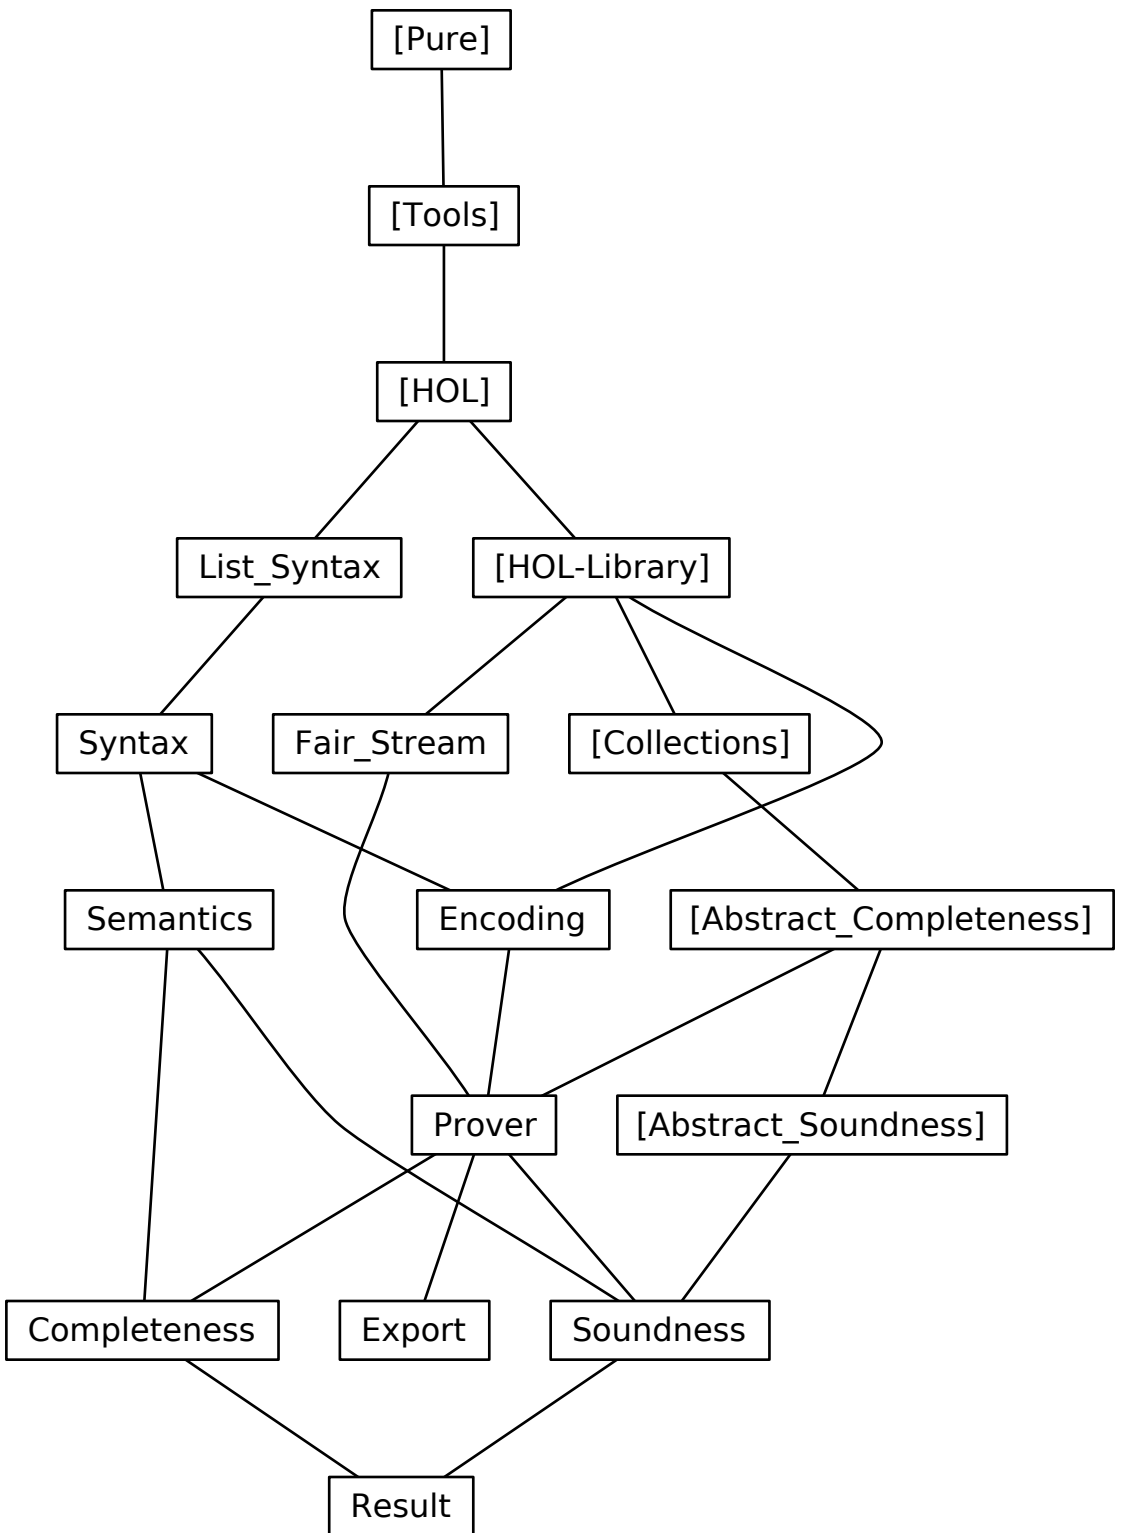 [Pure]
[Tools]
[HOL]
List_Syntax
[HOL-Library]
Syntax
Fair_Stream
[Collections]
Semantics
Encoding
[Abstract_Completeness]
Prover
[Abstract_Soundness]
Completeness
Export
Soundness
Result